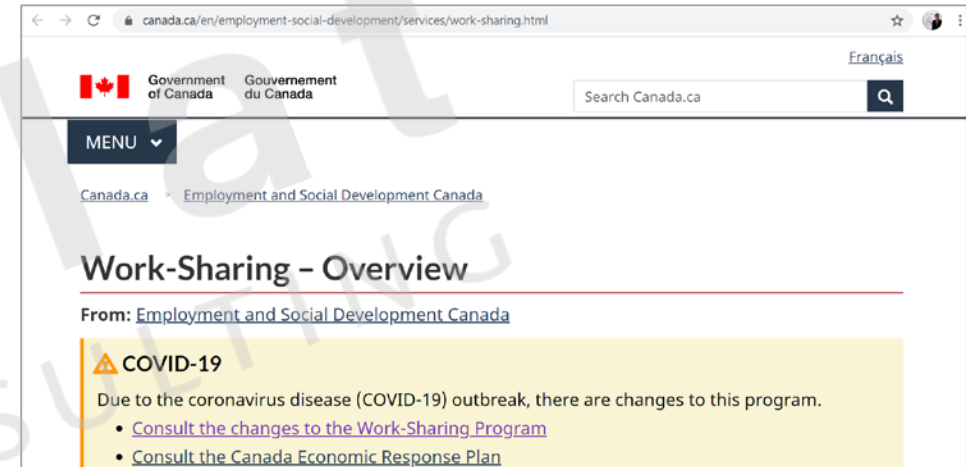 canada.ca/en/employment-social-development/services/work-sharing.html
Français
Government of Canada
Gouvernement du Canada
Search Canada.ca
MENU
Canada.ca > Employment and Social Development Canada
Work-Sharing – Overview
From: Employment and Social Development Canada
COVID-19
Due to the coronavirus disease (COVID-19) outbreak, there are changes to this program.
• Consult the changes to the Work-Sharing Program
• Consult the Canada Economic Response Plan
lat
SULTING